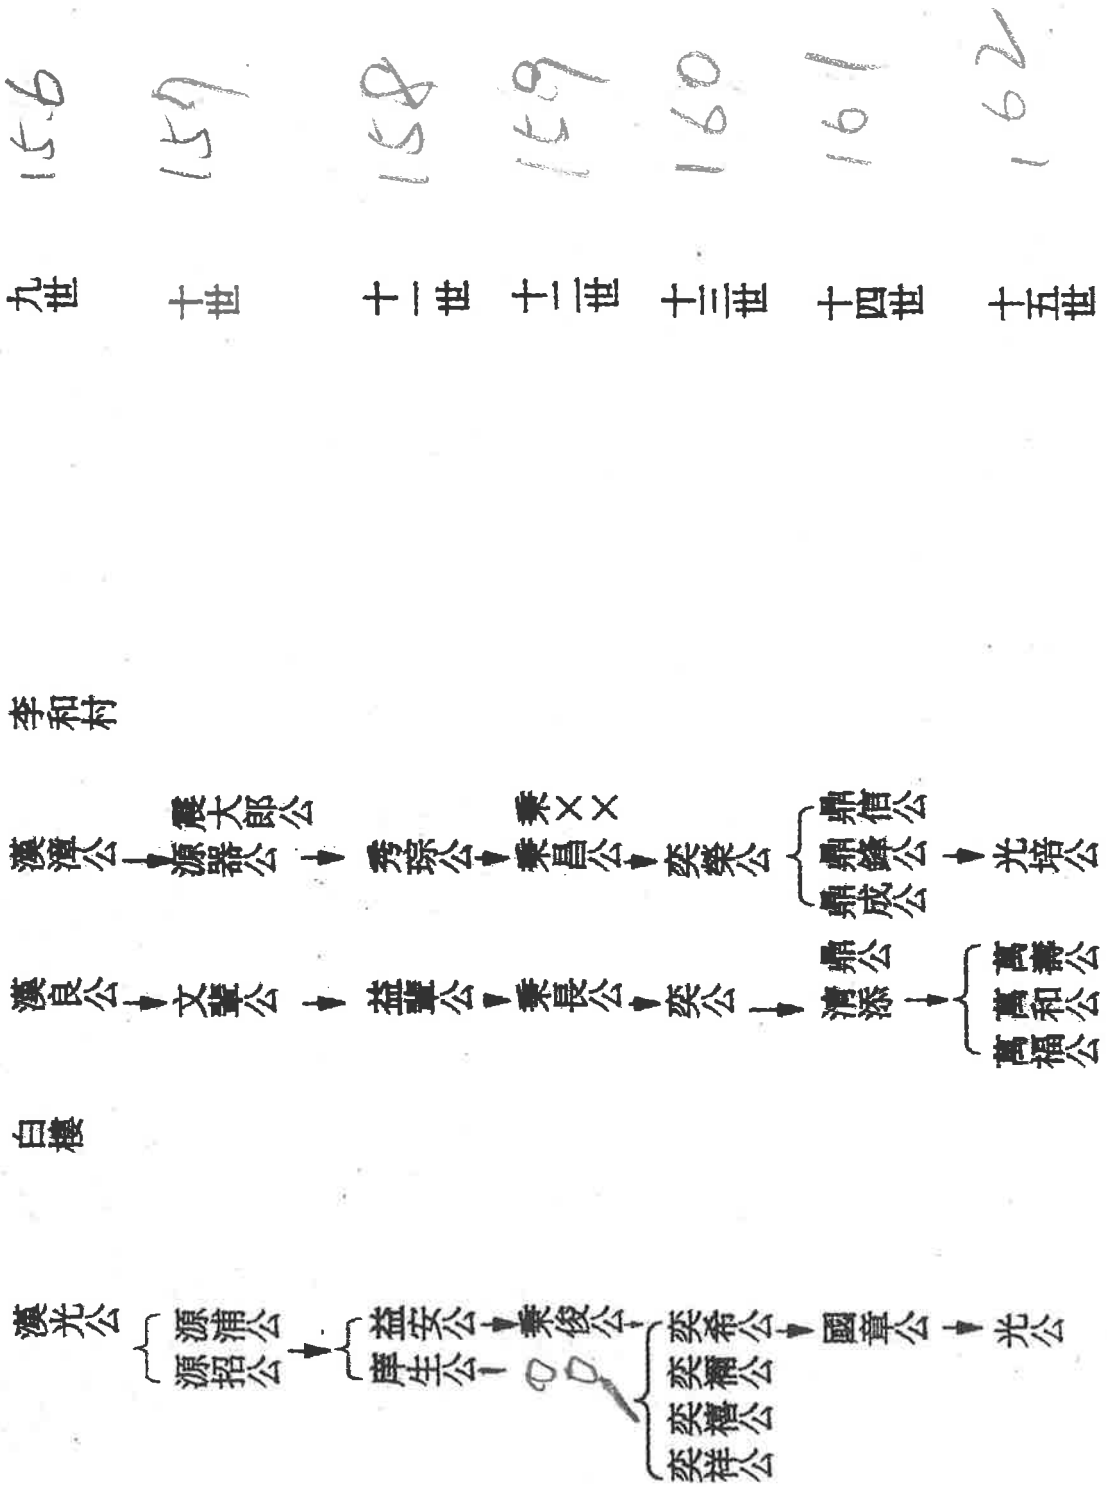 156
九世
李和村
漢漳公
漢良公
白樓
漢光公
157
十世
震大郎公
源器公
文輩公
源浦公
源招公
158
十一世
秀琮公
益輩公
益安公
庠生公
159
十二世
秉××
秉昌公
秉長公
秉俊公
160
十三世
奕榮公
奕公
奕希公
奕禰公
奕禧公
奕祥公
161
十四世
鼎信公
鼎鋒公
鼎成公
鼎公
清添
國章公
162
十五世
光培公
萬壽公
萬和公
萬福公
光公